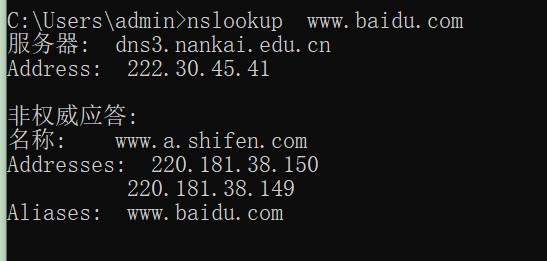 C:\Users\admin>nslookup  www.baidu.com
服务器:  dns3.nankai.edu.cn
Address:  222.30.45.41
非权威应答:
名称:    www.a.shifen.com
Addresses:  220.181.38.150
220.181.38.149
Aliases:  www.baidu.com